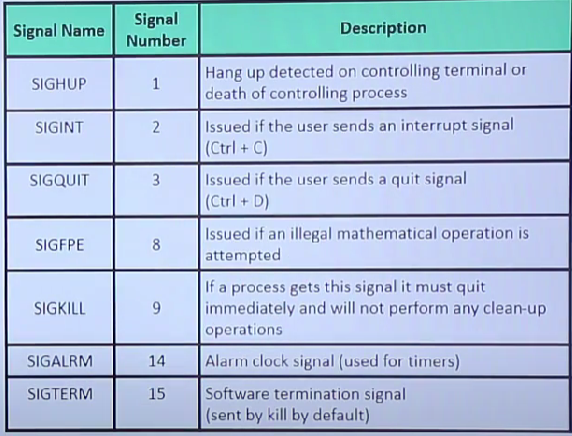 Signal Name
Signal Number
Description
SIGHUP
1
Hang up detected on controlling terminal or
death of controlling process
SIGINT
2
Issued if the user sends an interrupt signal
(Ctrl + C)
SIGQUIT
3
Issued if the user sends a quit signal
(Ctrl + D)
SIGFPE
8
Issued if an illegal mathematical operation is
attempted
SIGKILL
9
If a process gets this signal it must quit
immediately and will not perform any clean-up
operations
SIGALRM
14
Alarm clock signal (used for timers)
SIGTERM
15
Software termination signal
(sent by kill by default)